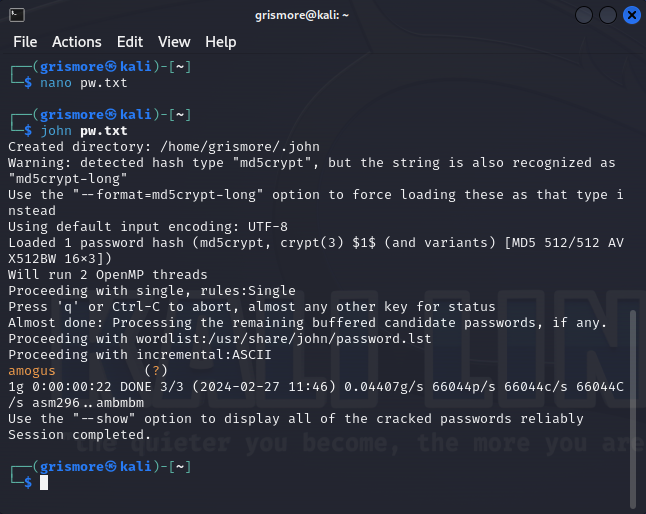 grismore@kali: ~
File Actions Edit View Help
┌──(grismore㉿kali)-[~]
└─$ nano pw.txt
┌──(grismore㉿kali)-[~]
└─$ john pw.txt
Created directory: /home/grismore/.john
Warning: detected hash type "md5crypt", but the string is also recognized as
"md5crypt-long"
Use the "--format=md5crypt-long" option to force loading these as that type i
nstead
Using default input encoding: UTF-8
Loaded 1 password hash (md5crypt, crypt(3) $1$ (and variants) [MD5 512/512 AV
X512BW 16×3])
Will run 2 OpenMP threads
Proceeding with single, rules:Single
Press 'q' or Ctrl-C to abort, almost any other key for status
Almost done: Processing the remaining buffered candidate passwords, if any.
Proceeding with wordlist:/usr/share/john/password.lst
Proceeding with incremental:ASCII
amogus (?)
1g 0:00:00:22 DONE 3/3 (2024-02-27 11:46) 0.04407g/s 66044p/s 66044c/s 66044C
/s asm296..ambmbm
Use the "--show" option to display all of the cracked passwords reliably
Session completed.
KALI LIN
the quieter you become, the more you are
┌──(grismore㉿kali)-[~]
└─$